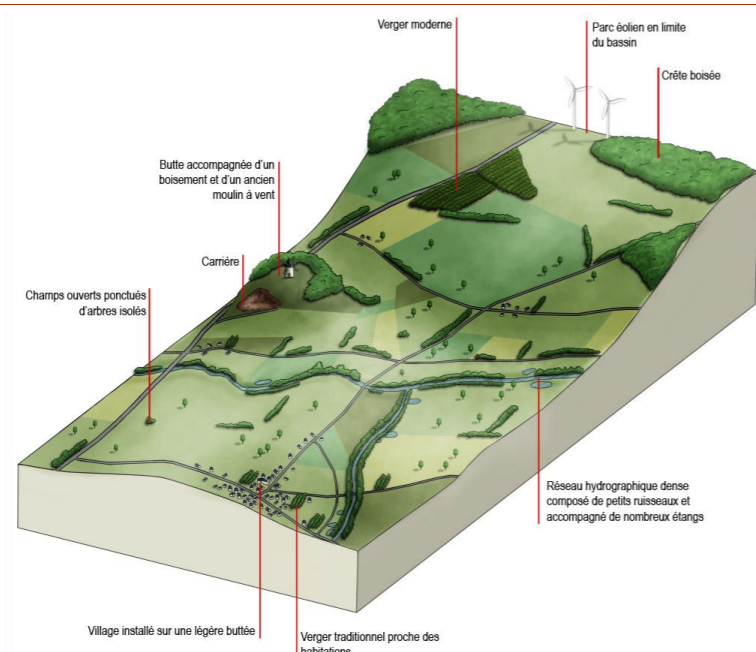 Verger moderne
Parc éolien en limite
du bassin
Crête boisée
Butte accompagnée d'un
boisement et d'un ancien
moulin à vent
Carrière
Champs ouverts ponctués
d'arbres isolés
Réseau hydrographique dense
composé de petits ruisseaux et
accompagné de nombreux étangs
Village installé sur une légère buttée
Verger traditionnel proche des
habitations